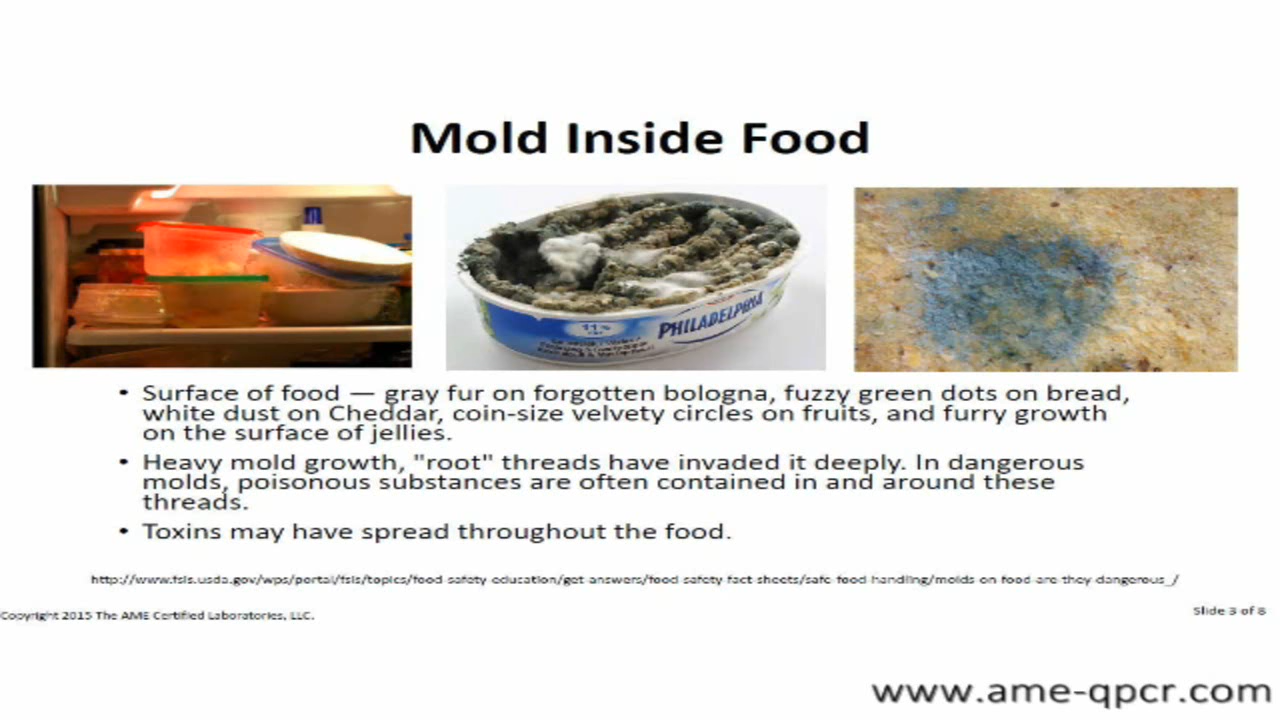 Mold Inside Food
11%
PHILADELPHIA
• Surface of food — gray fur on forgotten bologna, fuzzy green dots on bread,
white dust on Cheddar, coin-size velvety circles on fruits, and furry growth
on the surface of jellies.
• Heavy mold growth, "root" threads have invaded it deeply. In dangerous
molds, poisonous substances are often contained in and around these
threads.
• Toxins may have spread throughout the food.
http://www.fsis.usda.gov/wps/portal/fsis/topics/food-safety-education/get-answers/food-safety-fact-sheets/safe-food-handling/molds-on-food-are-they-dangerous_/
Copyright 2015 The AME Certified Laboratories, LLC.
Slide 3 of 8
www.ame-qpcr.com